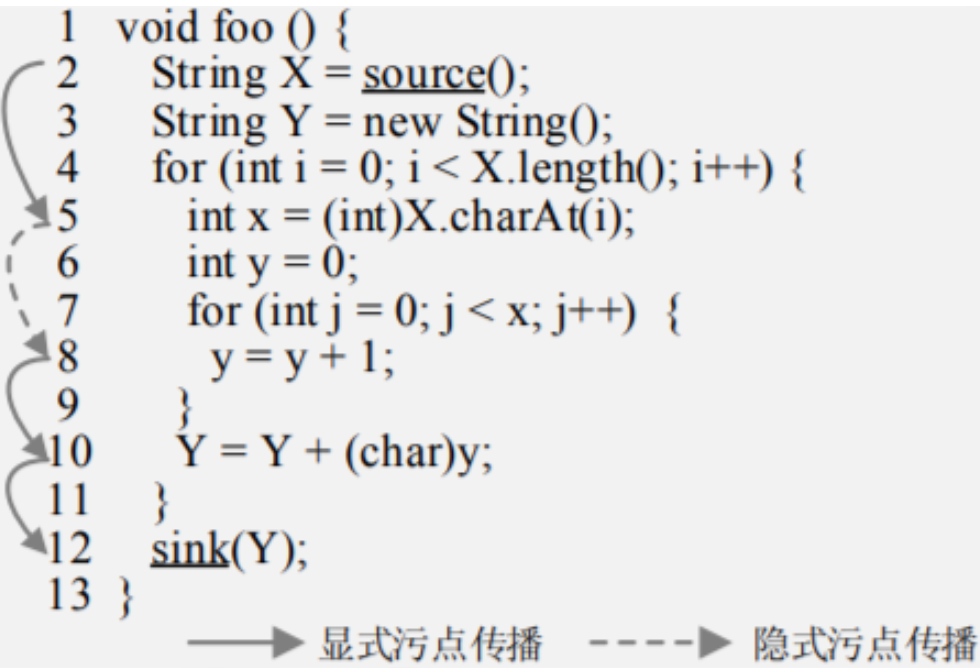 1 void foo () {
2 String X = source();
3 String Y = new String();
4 for (int i = 0; i < X.length(); i++) {
5 int x = (int)X.charAt(i);
6 int y = 0;
7 for (int j = 0; j < x; j++) {
8 y = y + 1;
9 }
10 Y = Y + (char)y;
11 }
12 sink(Y);
13 }
显式污点传播 隐式污点传播